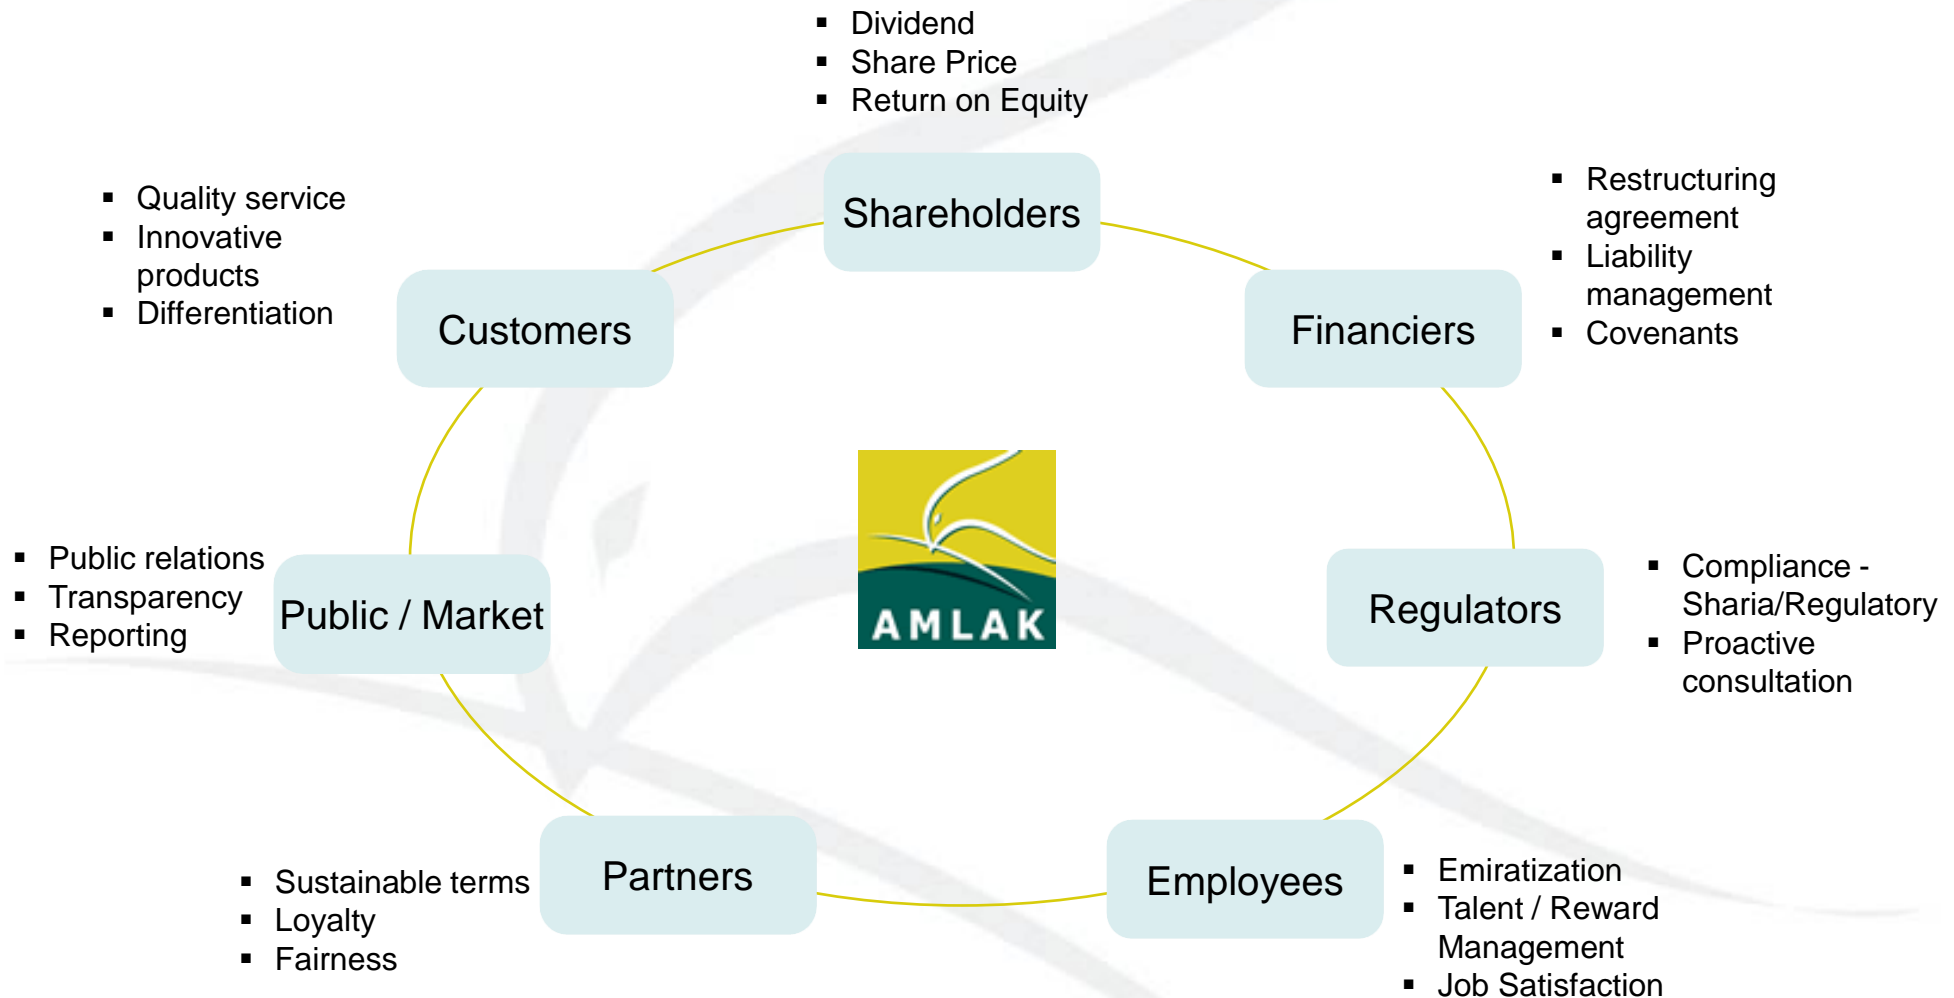 ▪ Dividend
▪ Share Price
▪ Return on Equity
Shareholders
▪ Restructuring
agreement
▪ Liability
management
▪ Covenants
Financiers
▪ Compliance -
Sharia/Regulatory
▪ Proactive
consultation
Regulators
▪ Emiratization
▪ Talent / Reward
Management
▪ Job Satisfaction
Employees
▪ Sustainable terms
▪ Loyalty
▪ Fairness
Partners
▪ Public relations
▪ Transparency
▪ Reporting
Public / Market
▪ Quality service
▪ Innovative
products
▪ Differentiation
Customers
AMLAK